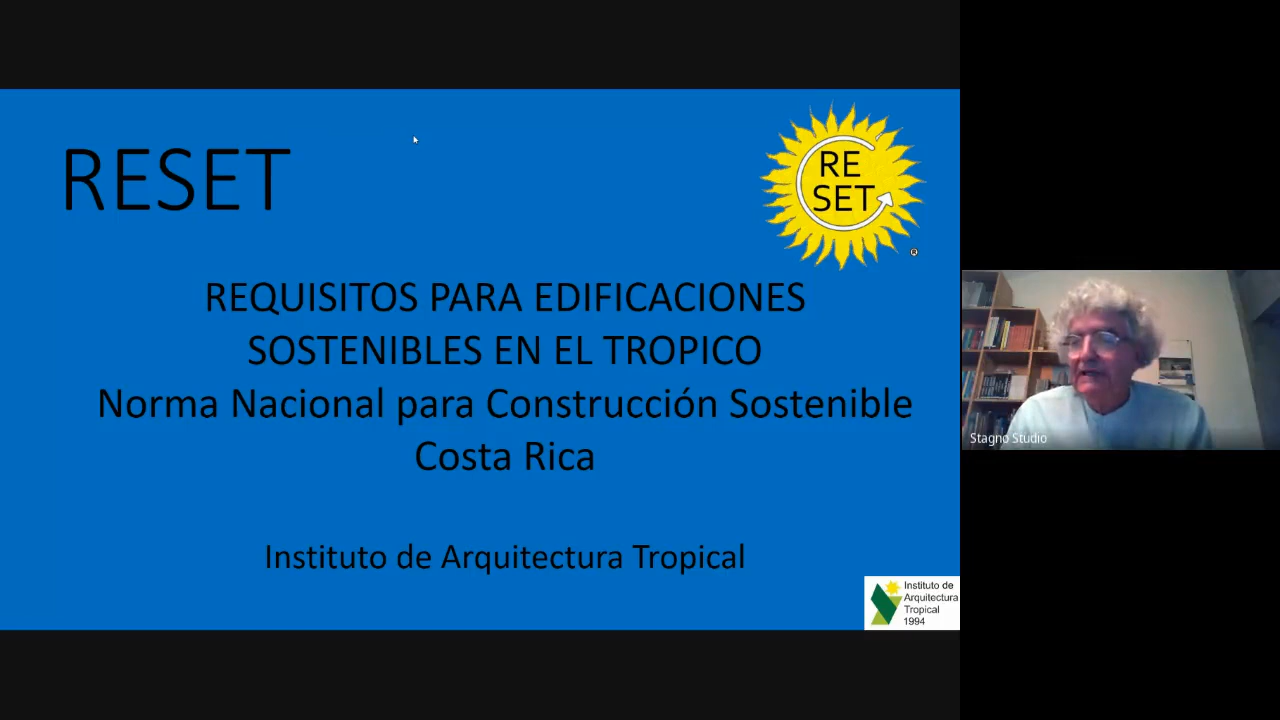 RESET
RE
SET
®
REQUISITOS PARA EDIFICACIONES
SOSTENIBLES EN EL TROPICO
Norma Nacional para Construcción Sostenible
Costa Rica
Instituto de Arquitectura Tropical
Instituto de
Arquitectura
Tropical
1994
Stagno Studio